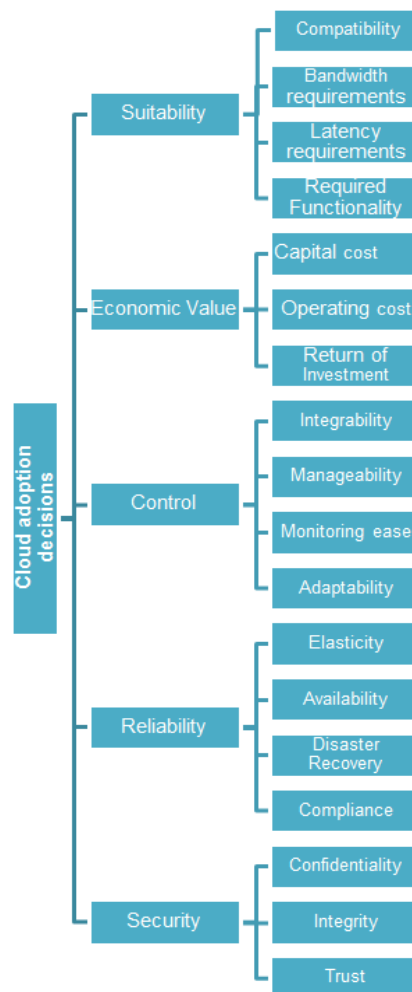 Cloud adoption
decisions
Suitability
Compatibility
Bandwidth
requirements
Latency
requirements
Required
Functionality
Economic Value
Capital cost
Operating cost
Return of
Investment
Control
Integrability
Manageability
Monitoring ease
Adaptability
Reliability
Elasticity
Availability
Disaster
Recovery
Compliance
Security
Confidentiality
Integrity
Trust